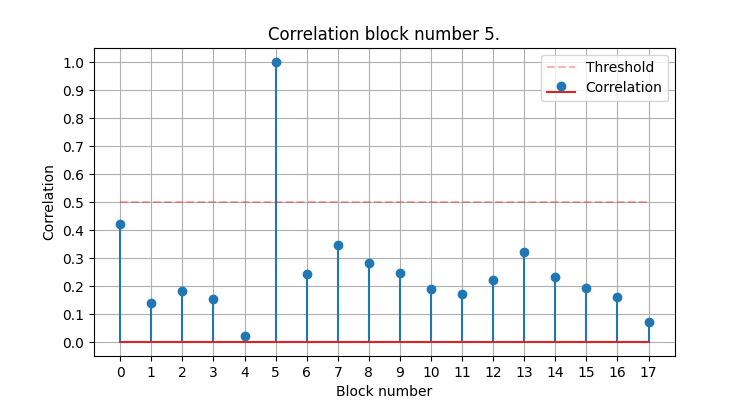 Correlation block number 5.
Threshold
Correlation
Correlation
1.0
0.9
0.8
0.7
0.6
0.5
0.4
0.3
0.2
0.1
0.0
0 1 2 3 4 5 6 7 8 9 10 11 12 13 14 15 16 17
Block number